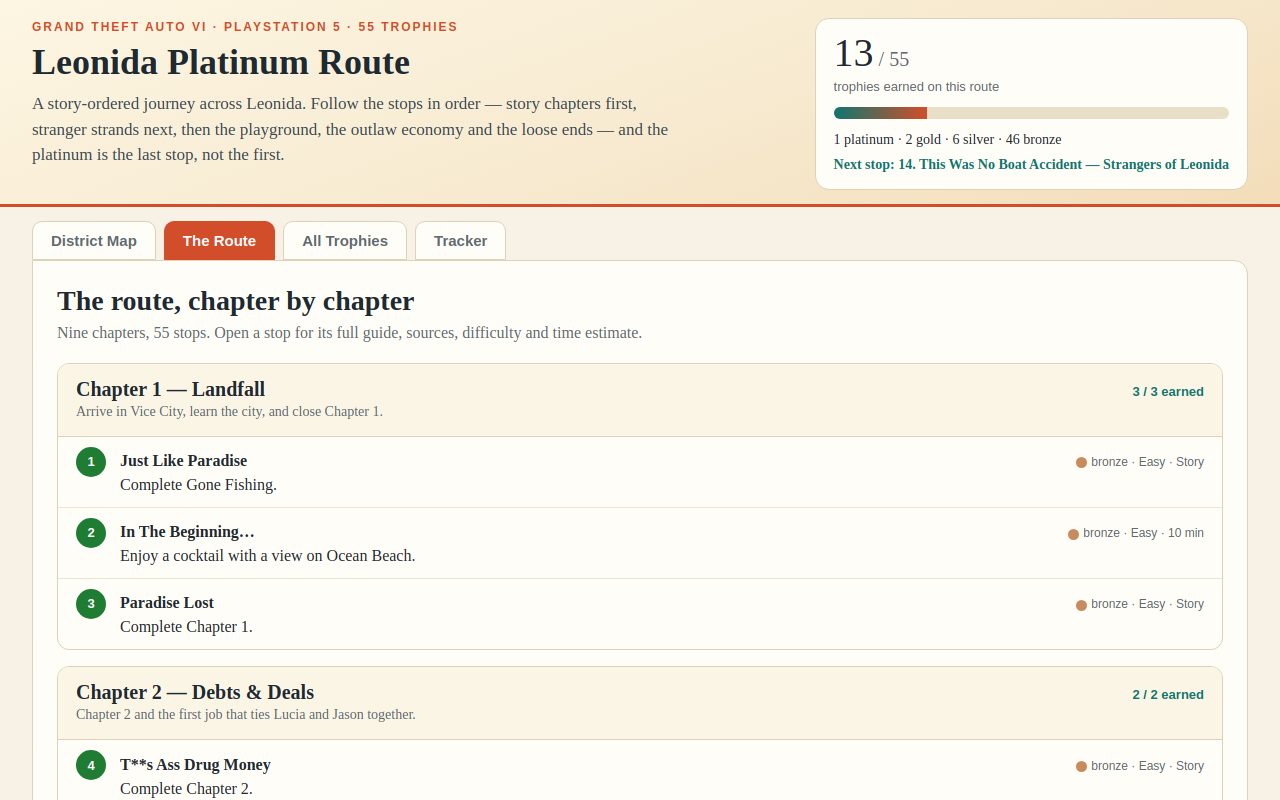 GRAND THEFT AUTO VI · PLAYSTATION 5 · 55 TROPHIES
Leonida Platinum Route
A story-ordered journey across Leonida. Follow the stops in order — story chapters first,
stranger strands next, then the playground, the outlaw economy and the loose ends — and the
platinum is the last stop, not the first.
13 / 55
trophies earned on this route
1 platinum · 2 gold · 6 silver · 46 bronze
Next stop: 14. This Was No Boat Accident — Strangers of Leonida
District Map
The Route
All Trophies
Tracker
The route, chapter by chapter
Nine chapters, 55 stops. Open a stop for its full guide, sources, difficulty and time estimate.
Chapter 1 — Landfall
3 / 3 earned
Arrive in Vice City, learn the city, and close Chapter 1.
1
Just Like Paradise
bronze · Easy · Story
Complete Gone Fishing.
2
In The Beginning…
bronze · Easy · 10 min
Enjoy a cocktail with a view on Ocean Beach.
3
Paradise Lost
bronze · Easy · Story
Complete Chapter 1.
Chapter 2 — Debts & Deals
2 / 2 earned
Chapter 2 and the first job that ties Lucia and Jason together.
4
T**s Ass Drug Money
bronze · Easy · Story
Complete Chapter 2.